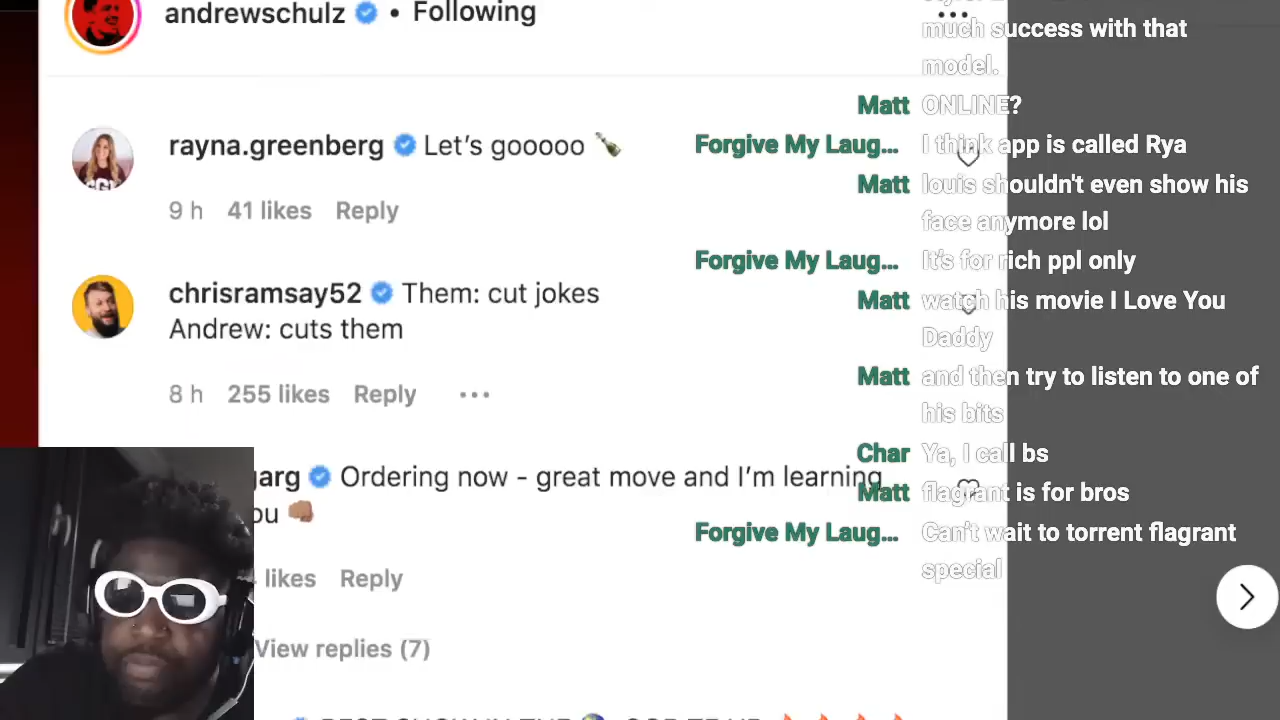 andrewschulz • Following
rayna.greenberg Let's gooooo
9 h 41 likes Reply
chrisramsay52 Them: cut jokes
Andrew: cuts them
8 h 255 likes Reply
garg Ordering now - great move and I'm learning
ou
likes Reply
View replies (7)
much success with that
model.
Matt ONLINE?
Forgive My Laug... I think app is called Rya
Matt louis shouldn't even show his
face anymore lol
Forgive My Laug... It's for rich ppl only
Matt watch his movie I Love You
Daddy
Matt and then try to listen to one of
his bits
Char Ya, I call bs
Matt flagrant is for bros
Forgive My Laug... Can't wait to torrent flagrant
special